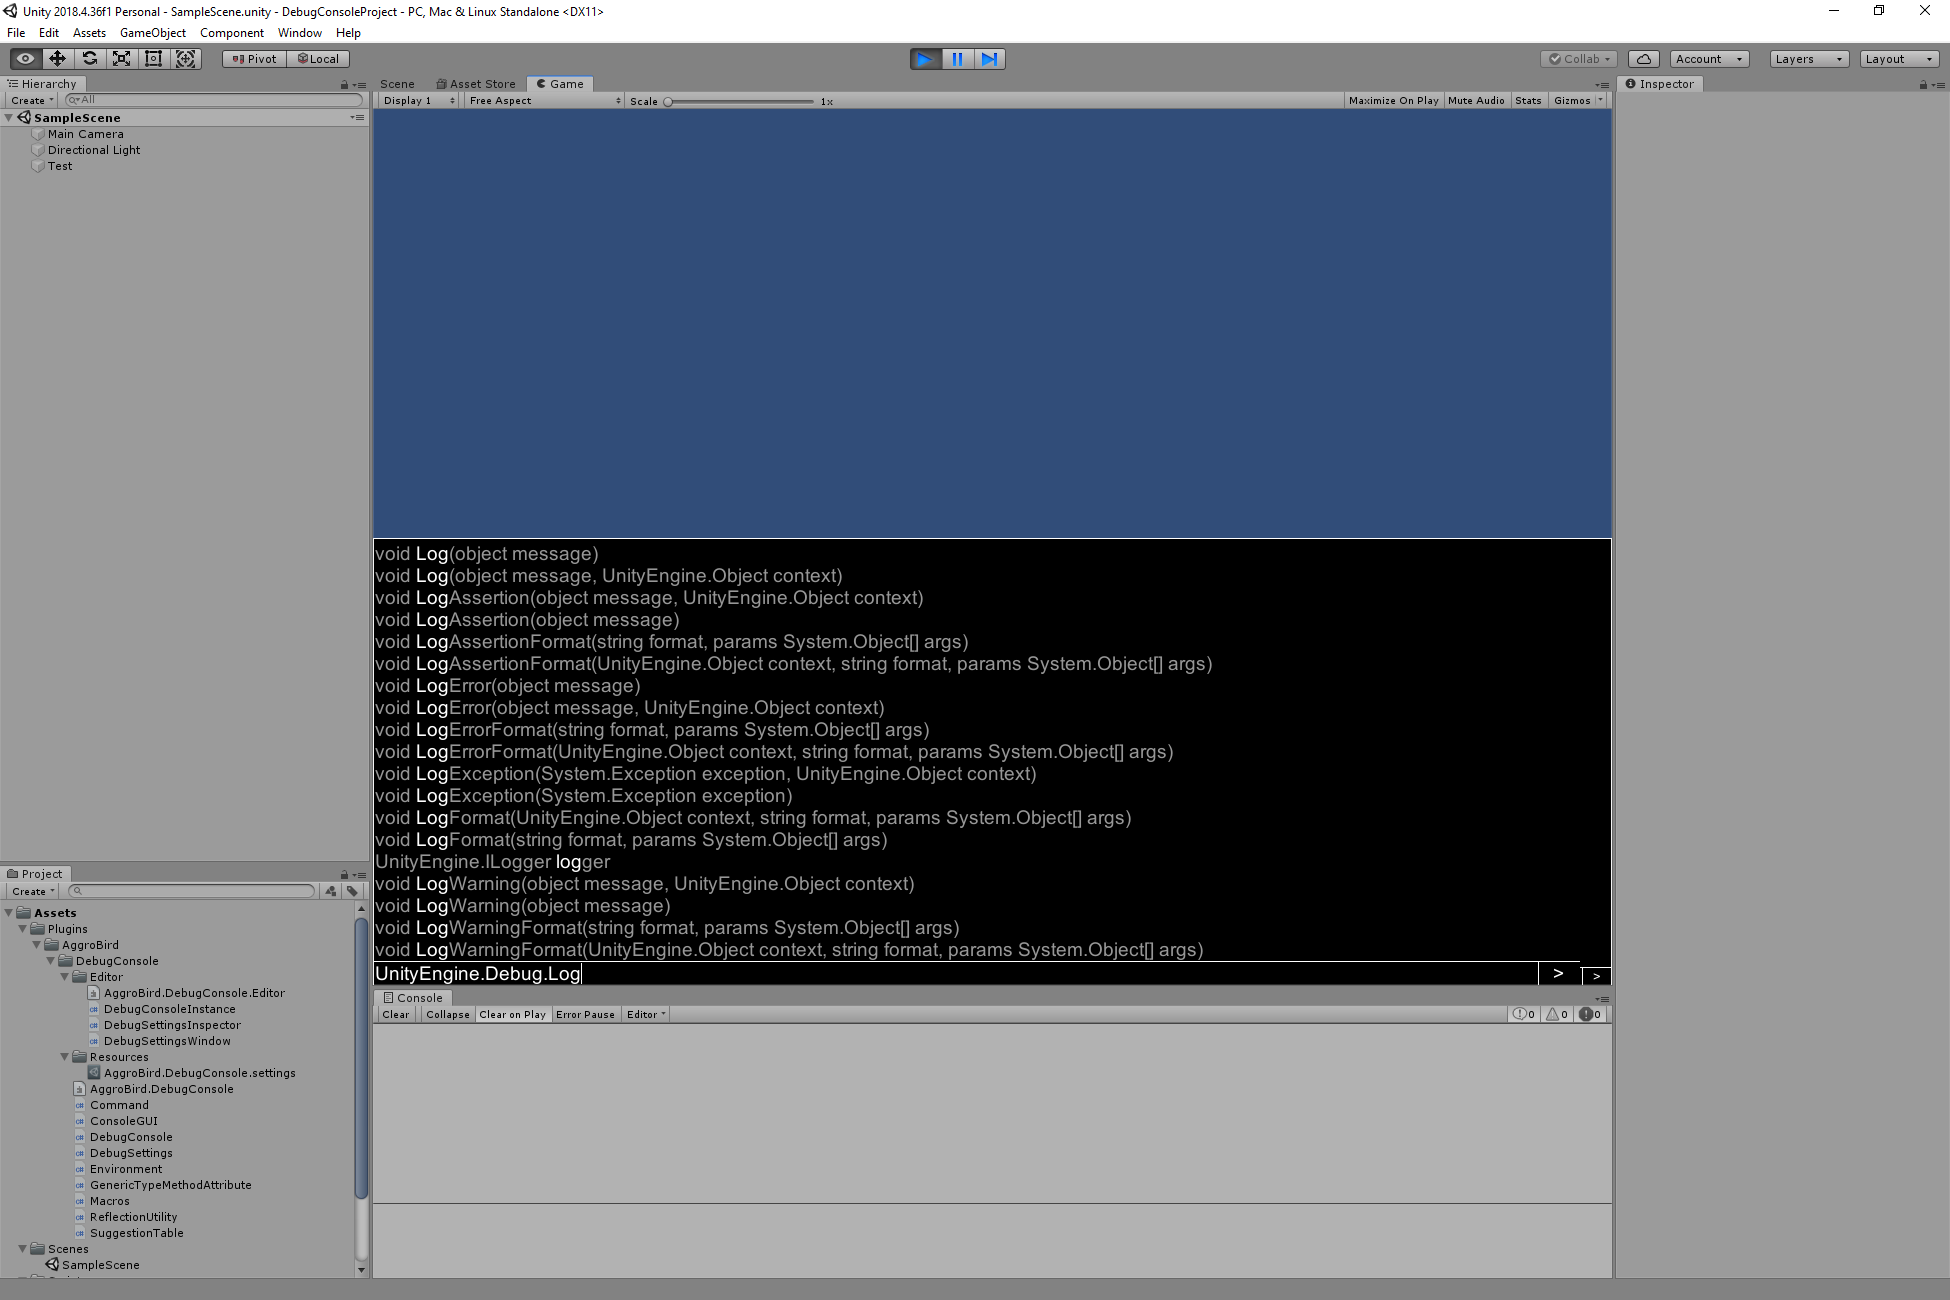 Unity 2018.4.36f1 Personal - SampleScene.unity - DebugConsoleProject - PC, Mac & Linux Standalone <DX11>
File Edit Assets GameObject Component Window Help
Pivot Local Collab Account Layers Layout
Hierarchy
Create All
SampleScene
Main Camera
Directional Light
Test
Scene Asset Store Game
Display 1 Free Aspect Scale 1x Maximize On Play Mute Audio Stats Gizmos
Inspector
void Log(object message)
void Log(object message, UnityEngine.Object context)
void LogAssertion(object message, UnityEngine.Object context)
void LogAssertion(object message)
void LogAssertionFormat(string format, params System.Object[] args)
void LogAssertionFormat(UnityEngine.Object context, string format, params System.Object[] args)
void LogError(object message)
void LogError(object message, UnityEngine.Object context)
void LogErrorFormat(string format, params System.Object[] args)
void LogErrorFormat(UnityEngine.Object context, string format, params System.Object[] args)
void LogException(System.Exception exception, UnityEngine.Object context)
void LogException(System.Exception exception)
void LogFormat(UnityEngine.Object context, string format, params System.Object[] args)
void LogFormat(string format, params System.Object[] args)
UnityEngine.ILogger logger
void LogWarning(object message, UnityEngine.Object context)
void LogWarning(object message)
void LogWarningFormat(string format, params System.Object[] args)
void LogWarningFormat(UnityEngine.Object context, string format, params System.Object[] args)
UnityEngine.Debug.Log > >
Console
Clear Collapse Clear on Play Error Pause Editor 0 0 0
Project
Create
Assets
Plugins
AggroBird
DebugConsole
Editor
AggroBird.DebugConsole.Editor
DebugConsoleInstance
DebugSettingsInspector
DebugSettingsWindow
Resources
AggroBird.DebugConsole.settings
AggroBird.DebugConsole
Command
ConsoleGUI
DebugConsole
DebugSettings
Environment
GenericTypeMethodAttribute
Macros
ReflectionUtility
SuggestionTable
Scenes
SampleScene